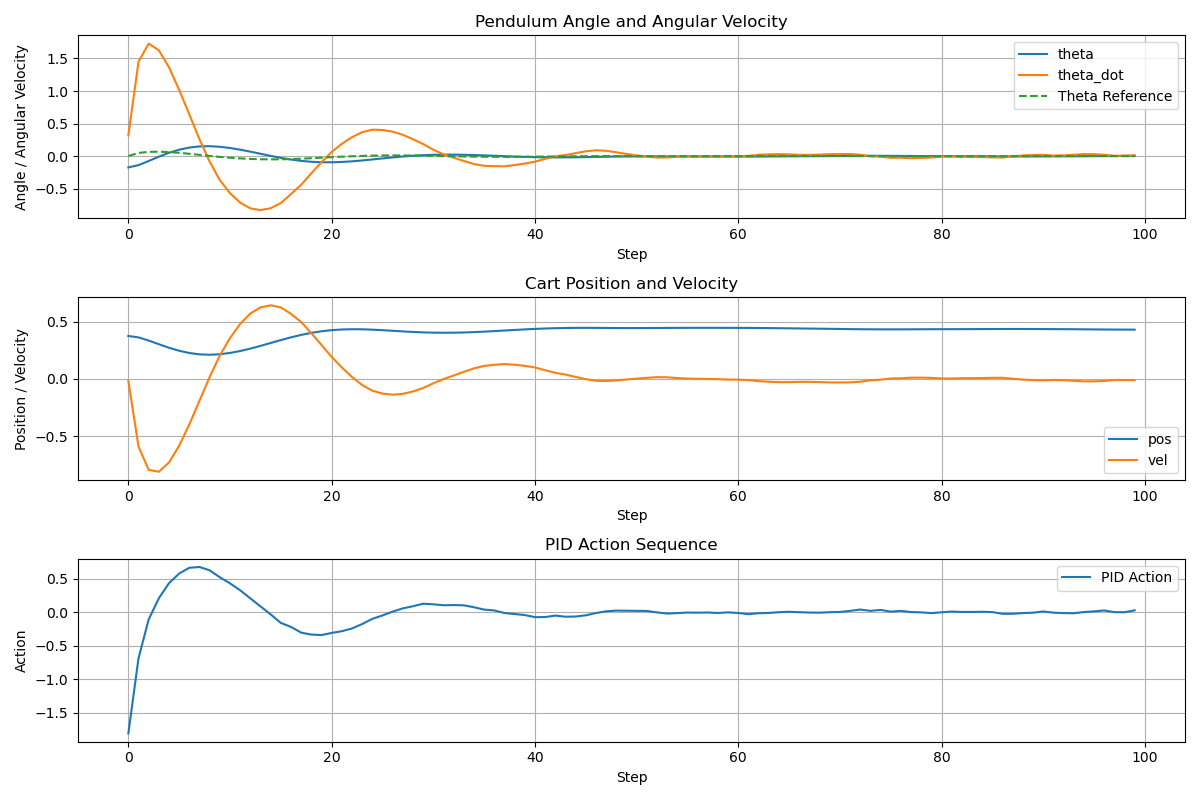 Pendulum Angle and Angular Velocity
Angle / Angular Velocity
1.5
1.0
0.5
0.0
−0.5
theta
theta_dot
Theta Reference
0 20 40 60 80 100
Step
Cart Position and Velocity
Position / Velocity
0.5
0.0
−0.5
pos
vel
0 20 40 60 80 100
Step
PID Action Sequence
Action
0.5
0.0
−0.5
−1.0
−1.5
PID Action
0 20 40 60 80 100
Step